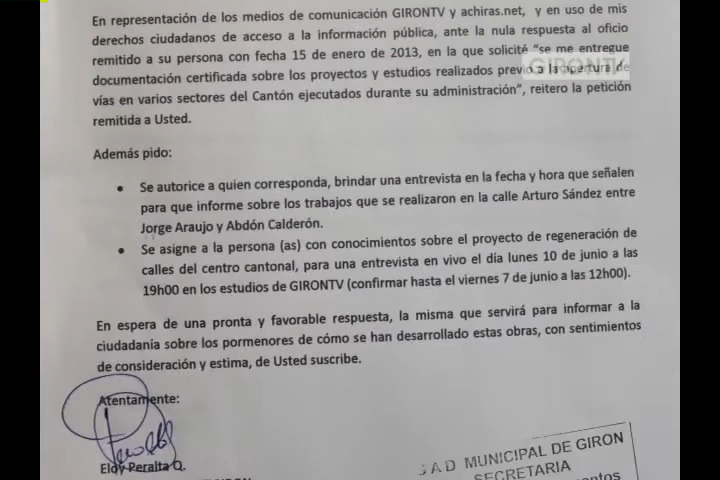 En representación de los medios de comunicación GIRONTV y achiras.net, y en uso de mis
derechos ciudadanos de acceso a la información pública, ante la nula respuesta al oficio
remitido a su persona con fecha 15 de enero de 2013, en la que solicité "se me entregue
documentación certificada sobre los proyectos y estudios realizados previo a la apertura de
vías en varios sectores del Cantón ejecutados durante su administración", reitero la petición
remitida a Usted.
GIRONTV
Además pido:
• Se autorice a quien corresponda, brindar una entrevista en la fecha y hora que señalen
para que informe sobre los trabajos que se realizaron en la calle Arturo Sández entre
Jorge Araujo y Abdón Calderón.
• Se asigne a la persona (as) con conocimientos sobre el proyecto de regeneración de
calles del centro cantonal, para una entrevista en vivo el día lunes 10 de junio a las
19h00 en los estudios de GIRONTV (confirmar hasta el viernes 7 de junio a las 12h00).
En espera de una pronta y favorable respuesta, la misma que servirá para informar a la
ciudadanía sobre los pormenores de cómo se han desarrollado estas obras, con sentimientos
de consideración y estima, de Usted suscribe.
Atentamente:
Eloy Peralta Q.
GAD MUNICIPAL DE GIRON
SECRETARIA